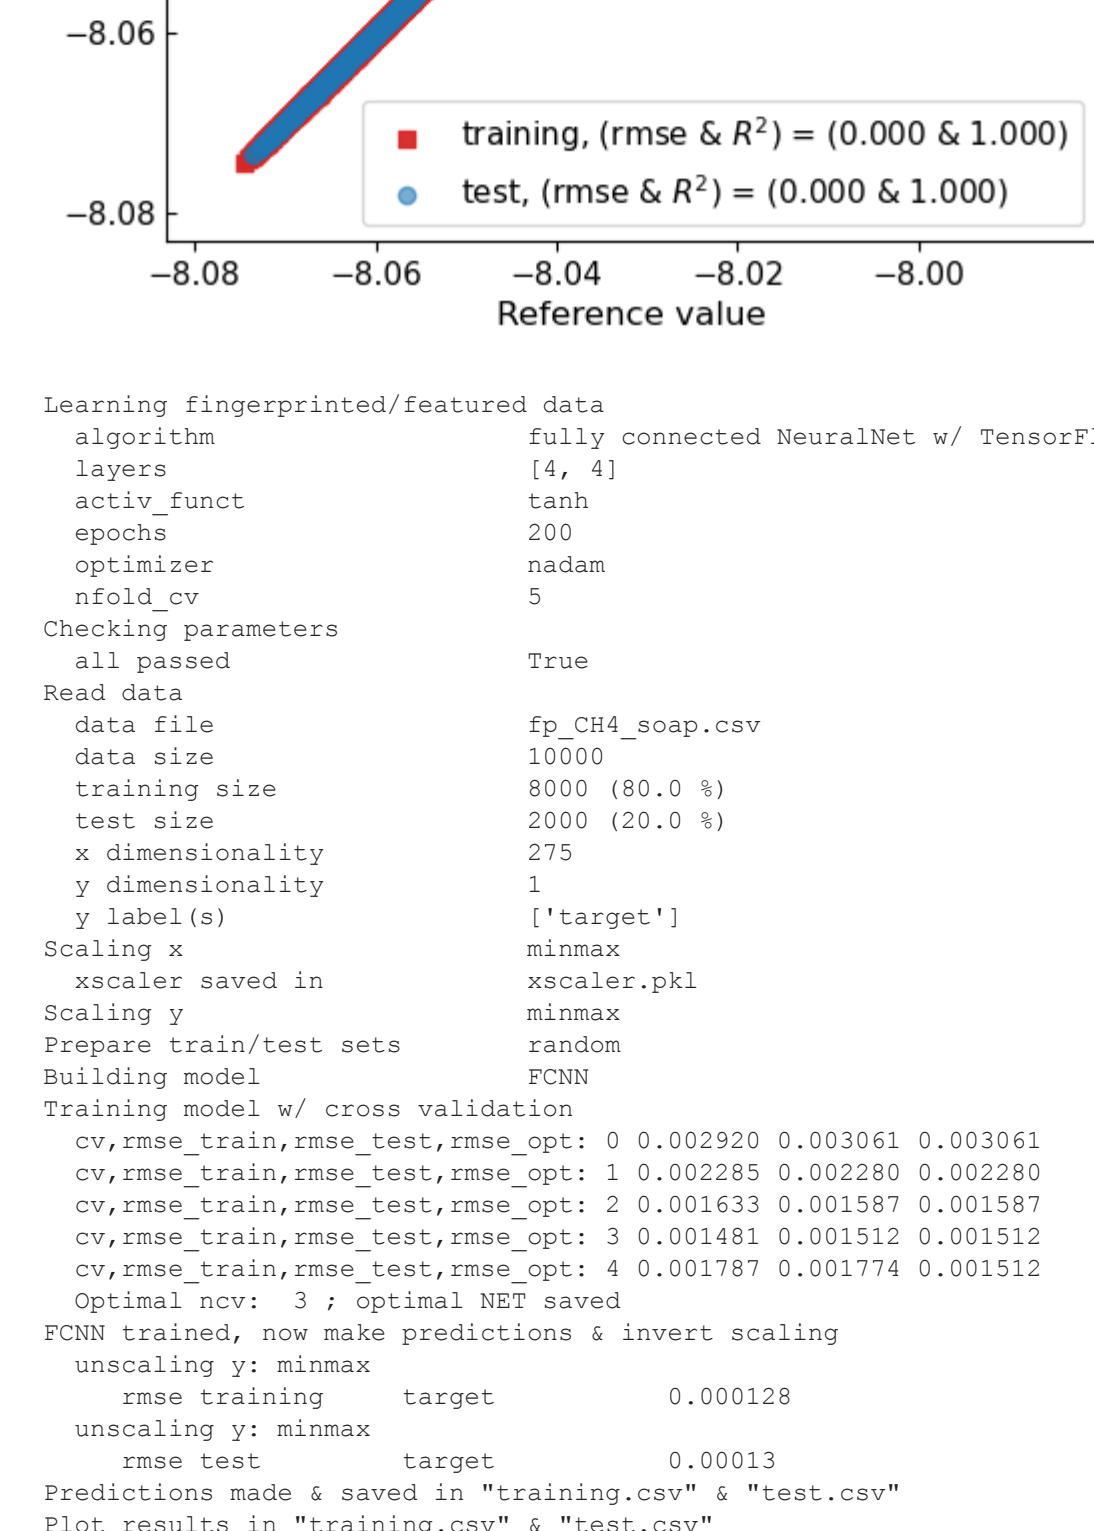 −8.06
training, (rmse & R²) = (0.000 & 1.000)
test, (rmse & R²) = (0.000 & 1.000)
−8.08
−8.08 −8.06 −8.04 −8.02 −8.00
Reference value
Learning fingerprinted/featured data
algorithm fully connected NeuralNet w/
layers [4, 4]
activ_funct tanh
epochs 200
optimizer nadam
nfold_cv 5
Checking parameters
all passed True
Read data
data file fp_CH4_soap.csv
data size 10000
training size 8000 (80.0 %)
test size 2000 (20.0 %)
x dimensionality 275
y dimensionality 1
y label(s) ['target']
Scaling x minmax
xscaler saved in xscaler.pkl
Scaling y minmax
Prepare train/test sets random
Building model FCNN
Training model w/ cross validation
cv,rmse_train,rmse_test,rmse_opt: 0 0.002920 0.003061 0.003061
cv,rmse_train,rmse_test,rmse_opt: 1 0.002285 0.002280 0.002280
cv,rmse_train,rmse_test,rmse_opt: 2 0.001633 0.001587 0.001587
cv,rmse_train,rmse_test,rmse_opt: 3 0.001481 0.001512 0.001512
cv,rmse_train,rmse_test,rmse_opt: 4 0.001787 0.001774 0.001512
Optimal ncv: 3 ; optimal NET saved
FCNN trained, now make predictions & invert scaling
unscaling y: minmax
rmse training target 0.000128
unscaling y: minmax
rmse test target 0.00013
Predictions made & saved in "training.csv" & "test.csv"
Plot results in "training.csv" & "test.csv"